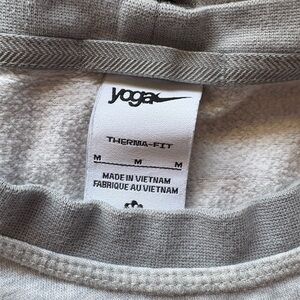 yoga
THERMA-FIT
M M M
MADE IN VIETNAM
FABRIQUE AU VIETNAM